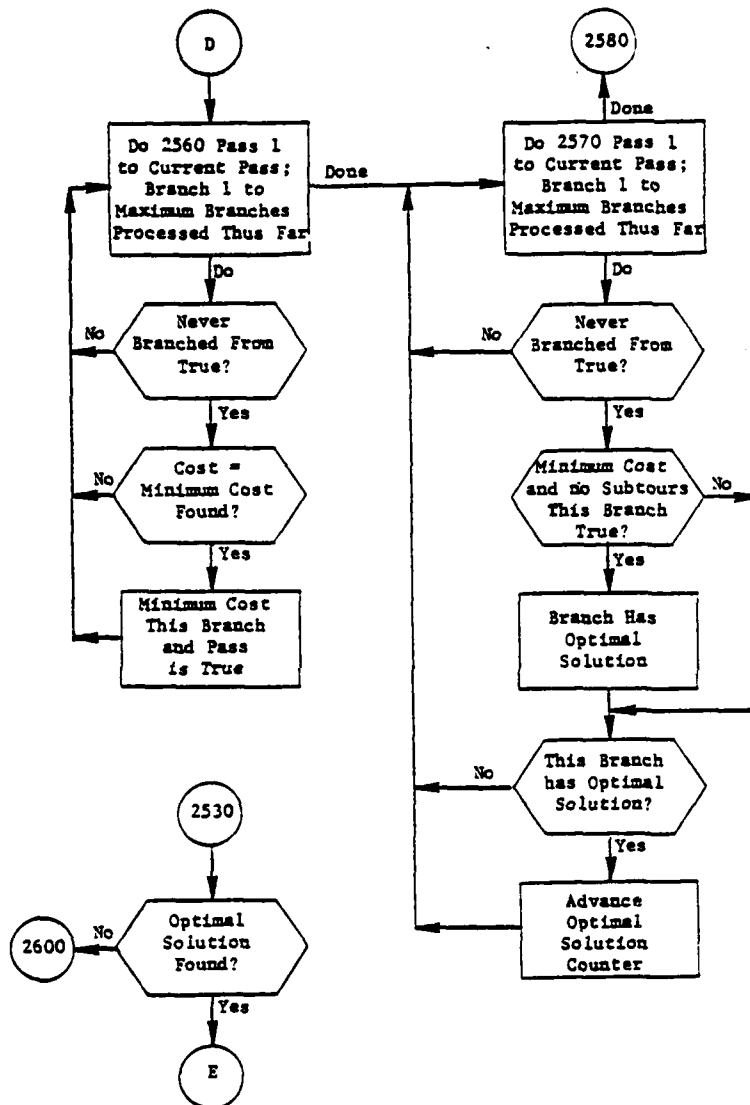 D
Do 2560 Pass 1
to Current Pass;
Branch 1 to
Maximum Branches
Processed Thus Far
Done
Do
Never
Branched From
True?
No
Yes
Cost =
Minimum Cost
Found?
No
Yes
Minimum Cost
This Branch
and Pass
is True
2530
Optimal
Solution
Found?
No
2600
Yes
E
2580
Done
Do 2570 Pass 1
to Current Pass;
Branch 1 to
Maximum Branches
Processed Thus Far
Do
Never
Branched From
True?
No
Yes
Minimum Cost
and no Subtours
This Branch
True?
No
Yes
Branch Has
Optimal
Solution
This Branch
has Optimal
Solution?
No
Yes
Advance
Optimal
Solution
Counter